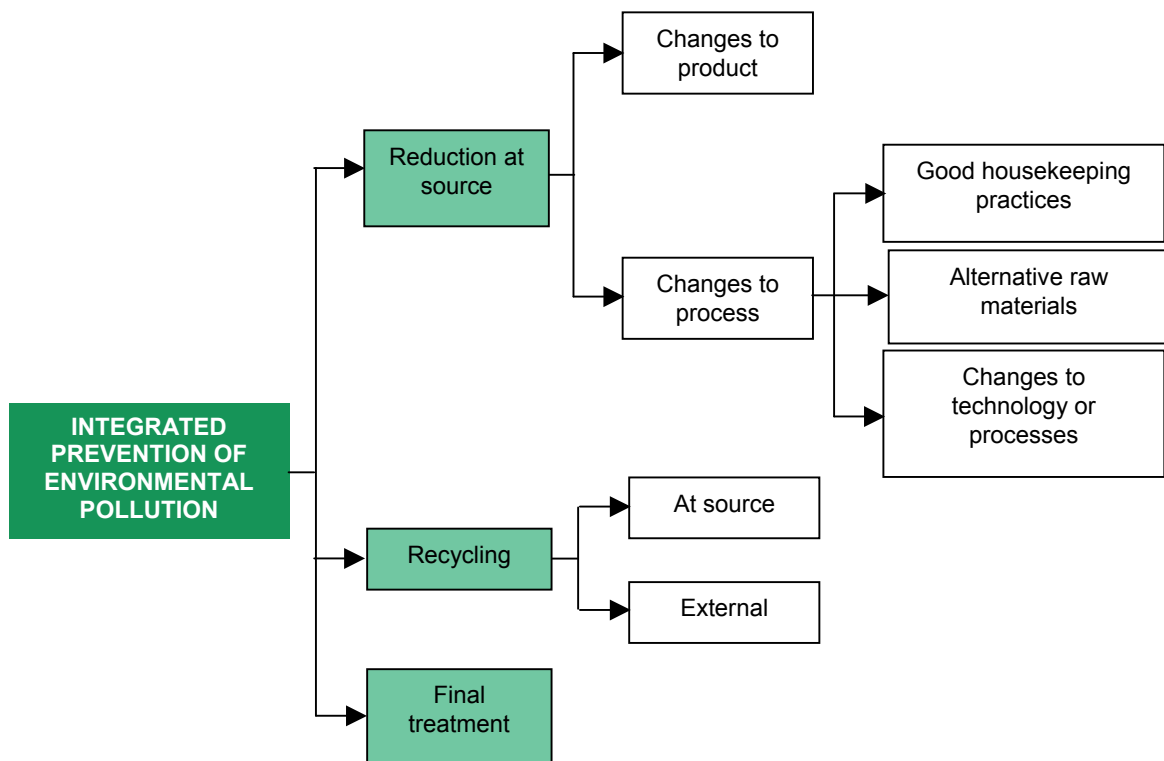 Changes to
product
Reduction at
source
Good housekeeping
practices
Changes to
process
Alternative raw
materials
Changes to
technology or
processes
INTEGRATED
PREVENTION OF
ENVIRONMENTAL
POLLUTION
At source
Recycling
External
Final
treatment